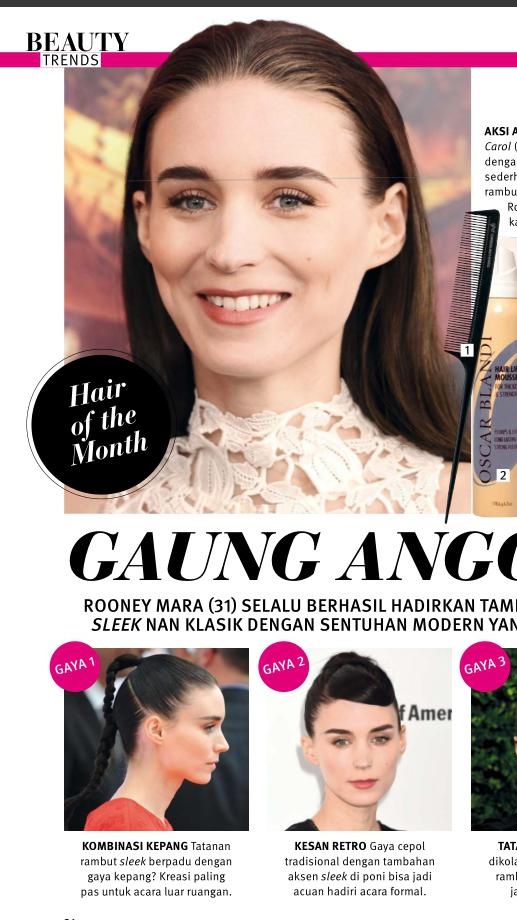 BEAUTY
TRENDS
AKSI A
Carol (
denga
sederh
rambu
Ro
ka
1
OSCAR BLANDI
HAIR LI
MOUSSE
2
Hair
of the
Month
GAUNG ANGG
ROONEY MARA (31) SELALU BERHASIL HADIRKAN TAM
SLEEK NAN KLASIK DENGAN SENTUHAN MODERN YAN
GAYA 1
GAYA 2
GAYA 3
f Amer
KOMBINASI KEPANG Tatanan
rambut sleek berpadu dengan
gaya kepang? Kreasi paling
pas untuk acara luar ruangan.
KESAN RETRO Gaya cepol
tradisional dengan tambahan
aksen sleek di poni bisa jadi
acuan hadiri acara formal.
TATA
dikola
ramb
ja